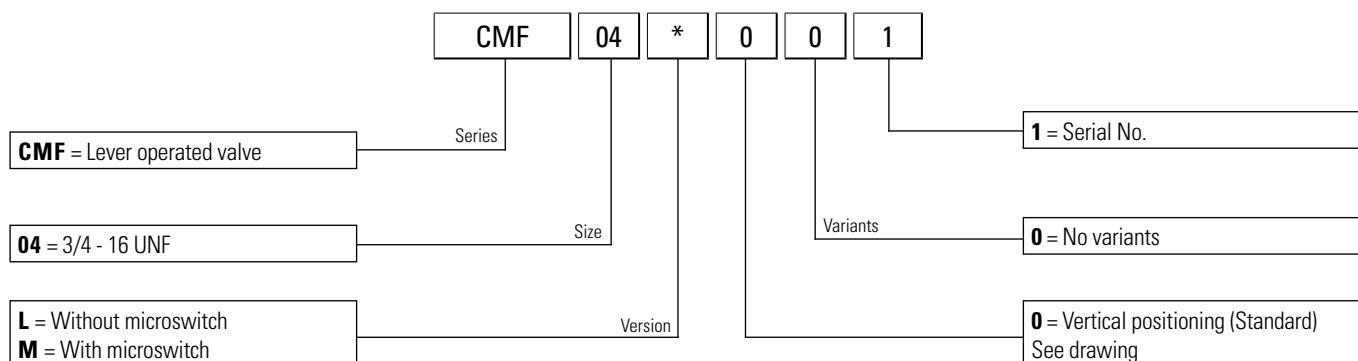 CMF 04 * 0 0 1
Series
CMF = Lever operated valve
1 = Serial No.
Size
04 = 3/4 - 16 UNF
Variants
0 = No variants
Version
L = Without microswitch
M = With microswitch
0 = Vertical positioning (Standard)
See drawing